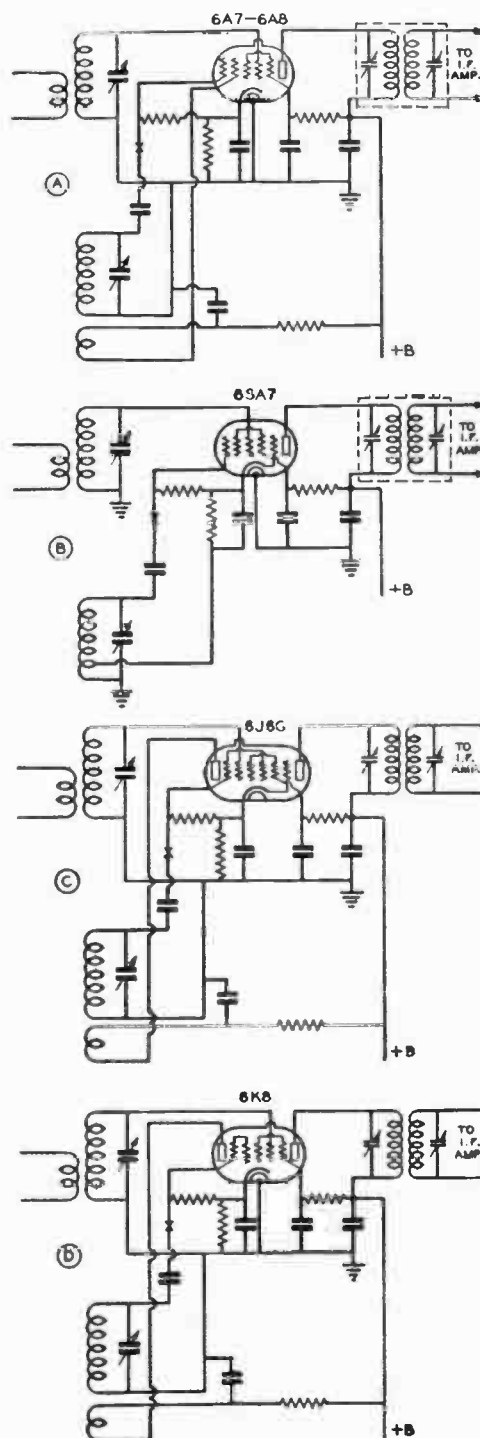 6A7-6A8
TO
I.F.
AMP.
A
+B
6SA7
TO
I.F.
AMP.
B
+B
6J8G
TO
I.F.
AMP.
C
+B
6K8
TO
I.F.
AMP.
D
+B